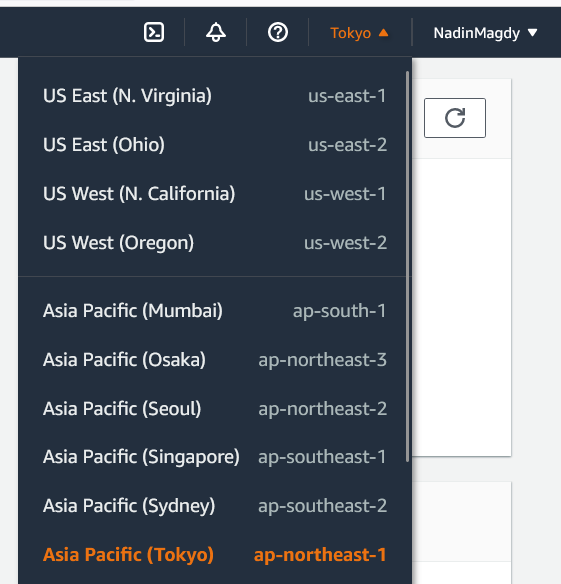 Tokyo NadinMagdy
US East (N. Virginia) us-east-1
US East (Ohio) us-east-2
US West (N. California) us-west-1
US West (Oregon) us-west-2
Asia Pacific (Mumbai) ap-south-1
Asia Pacific (Osaka) ap-northeast-3
Asia Pacific (Seoul) ap-northeast-2
Asia Pacific (Singapore) ap-southeast-1
Asia Pacific (Sydney) ap-southeast-2
Asia Pacific (Tokyo) ap-northeast-1